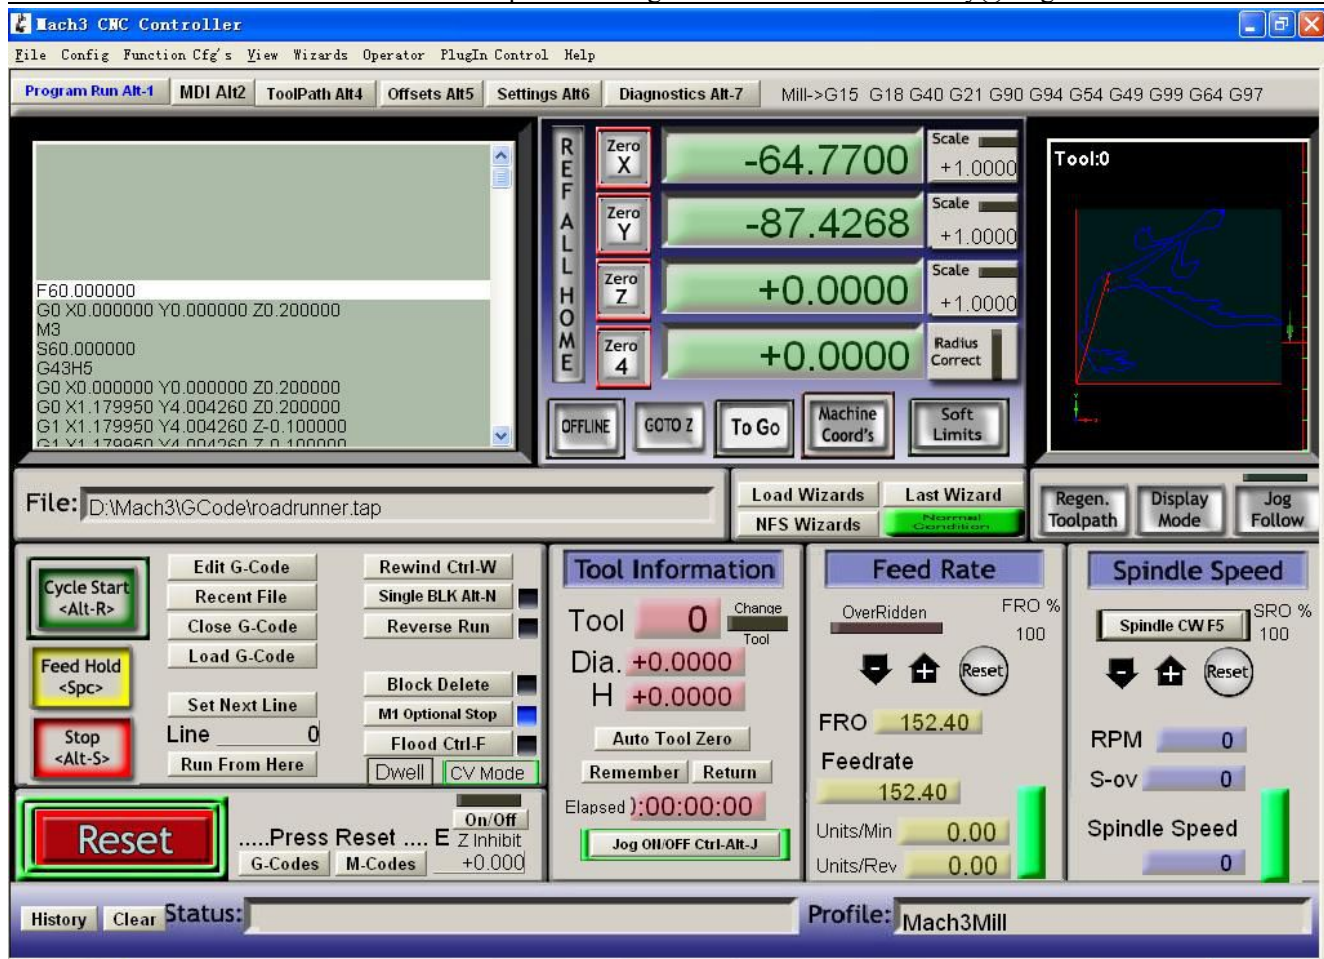 Mach3 CNC Controller
File Config Function Cfg's View Wizards Operator PlugIn Control Help
Program Run Alt-1 MDI Alt2 ToolPath Alt4 Offsets Alt5 Settings Alt6 Diagnostics Alt-7 Mill->G15 G18 G40 G21 G90 G94 G54 G49 G99 G64 G97
F60.000000
G0 X0.000000 Y0.000000 Z0.200000
M3
S60.000000
G43H5
G0 X0.000000 Y0.000000 Z0.200000
G0 X1.179950 Y4.004260 Z0.200000
G1 X1.179950 Y4.004260 Z-0.100000
G1 X1.179950 Y4.004260 Z-0.100000
REF ALL HOME
Zero X -64.7700 Scale +1.0000
Zero Y -87.4268 Scale +1.0000
Zero Z +0.0000 Scale +1.0000
Zero 4 +0.0000 Radius Correct
OFFLINE GOTO Z To Go Machine Coord's Soft Limits
Tool:0
File: D:\Mach3\GCode\roadrunner.tap
Load Wizards Last Wizard
NFS Wizards Normal Condition
Regen. Toolpath Display Mode Jog Follow
Cycle Start <Alt-R>
Feed Hold <Spc>
Stop <Alt-S>
Edit G-Code
Recent File
Close G-Code
Load G-Code
Set Next Line
Line 0
Run From Here
Rewind Ctrl-W
Single BLK Alt-N
Reverse Run
Block Delete
M1 Optional Stop
Flood Ctrl-F
Dwell CV Mode
Reset
.....Press Reset .... E
G-Codes M-Codes
On/Off
Z Inhibit
+0.000
Tool Information
Tool 0 Change Tool
Dia. +0.0000
H +0.0000
Auto Tool Zero
Remember Return
Elapsed ):00:00:00
Jog ON/OFF Ctrl-Alt-J
Feed Rate
OverRidden FRO %
100
Reset
FRO 152.40
Feedrate
152.40
Units/Min 0.00
Units/Rev 0.00
Spindle Speed
Spindle CW F5 SRO %
100
Reset
RPM 0
S-ov 0
Spindle Speed
0
History Clear Status: Profile: Mach3Mill